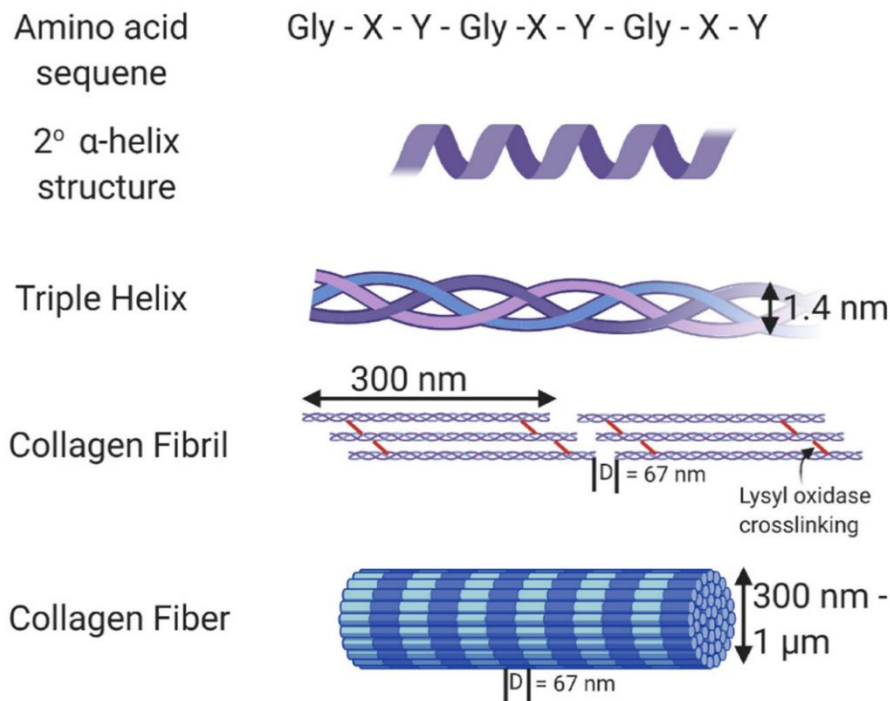 Amino acid
sequene
Gly - X - Y - Gly -X - Y - Gly - X - Y
2º α-helix
structure
Triple Helix
1.4 nm
300 nm
Collagen Fibril
D = 67 nm
Lysyl oxidase
crosslinking
Collagen Fiber
300 nm -
1 µm
D = 67 nm